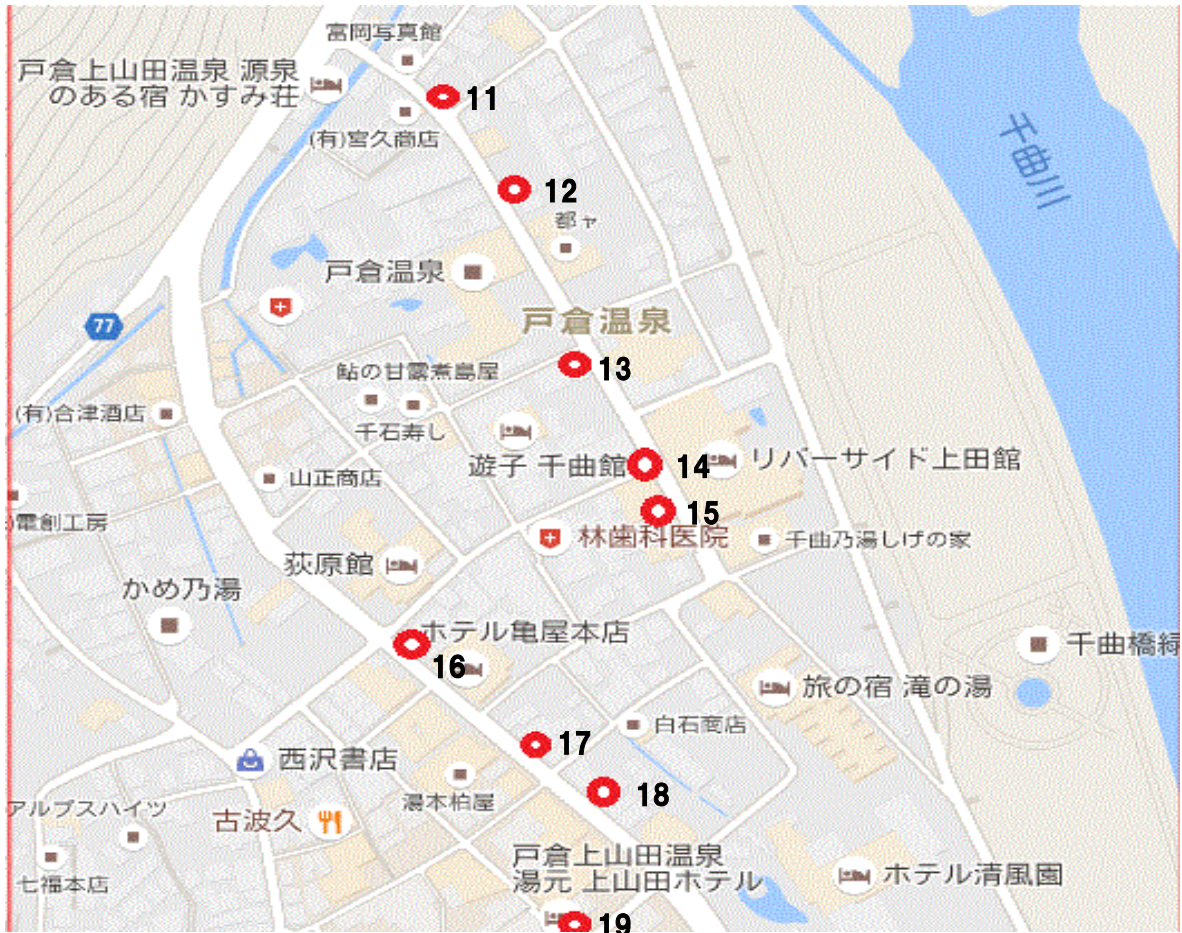 富岡写真館
戸倉上山田温泉 源泉
のある宿 かすみ荘
11
(有)宮久商店
千曲川
12
都ャ
戸倉温泉
77
戸倉温泉
13
鮎の甘露煮島屋
(有)合津酒店
千石寿し
遊子 千曲館
14
リバーサイド上田館
山正商店
15
電創工房
林歯科医院
千曲乃湯しげの家
荻原館
かめ乃湯
ホテル亀屋本店
千曲橋緑
16
旅の宿 滝の湯
白石商店
17
西沢書店
18
湯本柏屋
アルプスハイツ
古波久
戸倉上山田温泉
湯元 上山田ホテル
ホテル清風園
七福本店
19